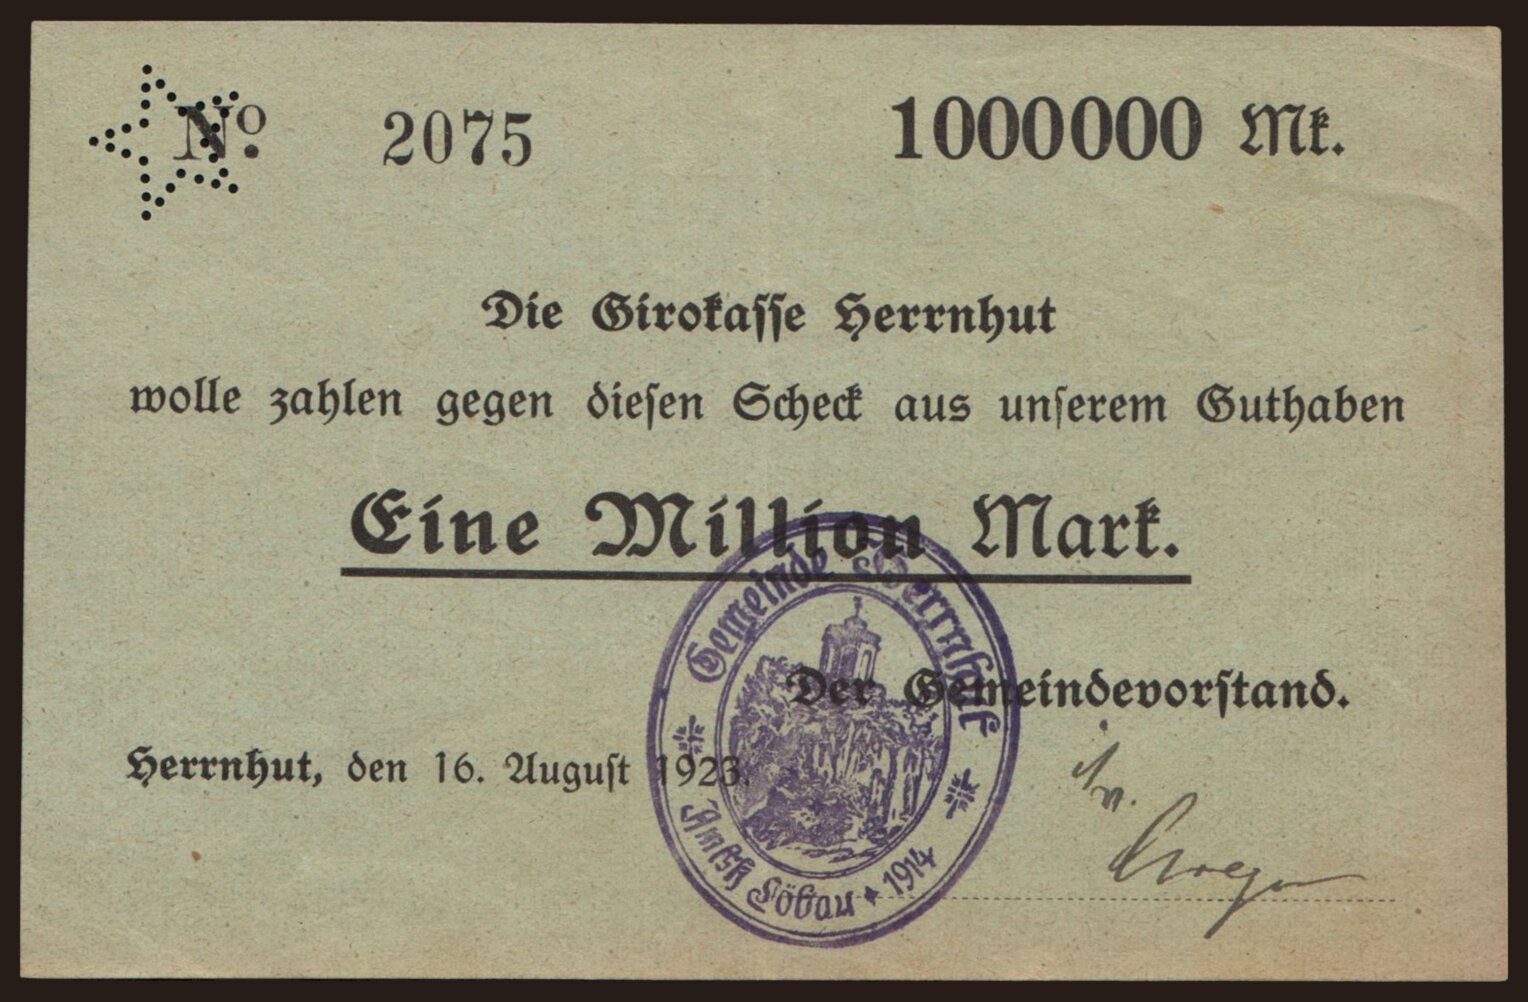 No. 2075 1000000 Mk.
Die Girokasse Herrnhut
wolle zahlen gegen diesen Scheck aus unserem Guthaben
Eine Million Mark.
Der Gemeindevorstand.
Herrnhut, den 16. August 1923.
Gemeinde Herrnhut
Amtsh Löbau 1914